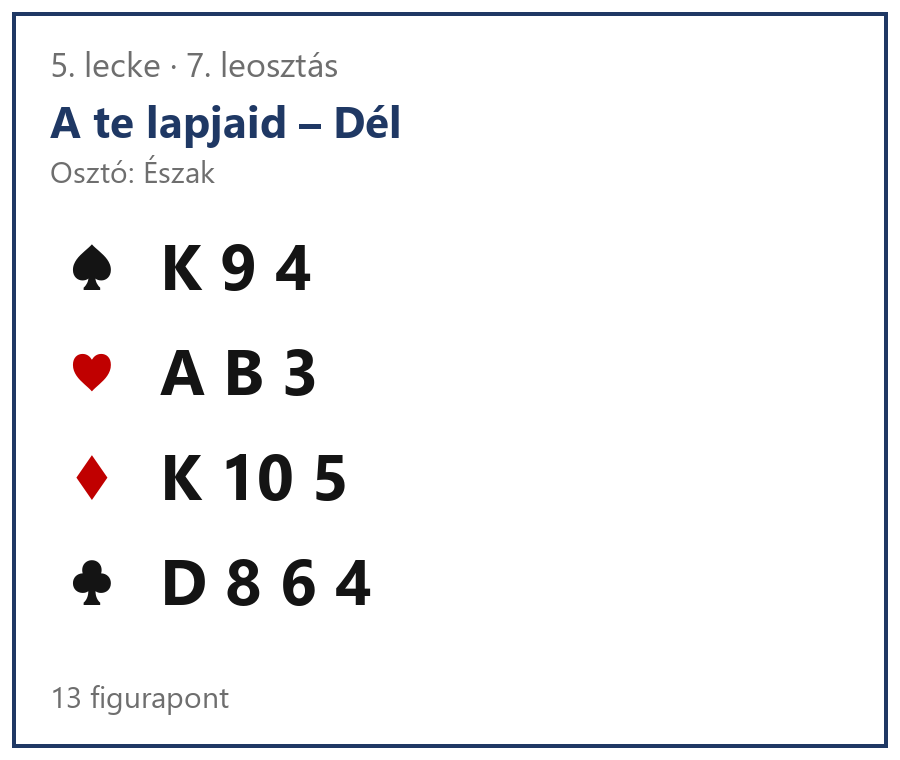 5. lecke · 7. leosztás
A te lapjaid – Dél
Osztó: Észak
♠ K 9 4
♥ A B 3
♦ K 10 5
♣ D 8 6 4
13 figurapont